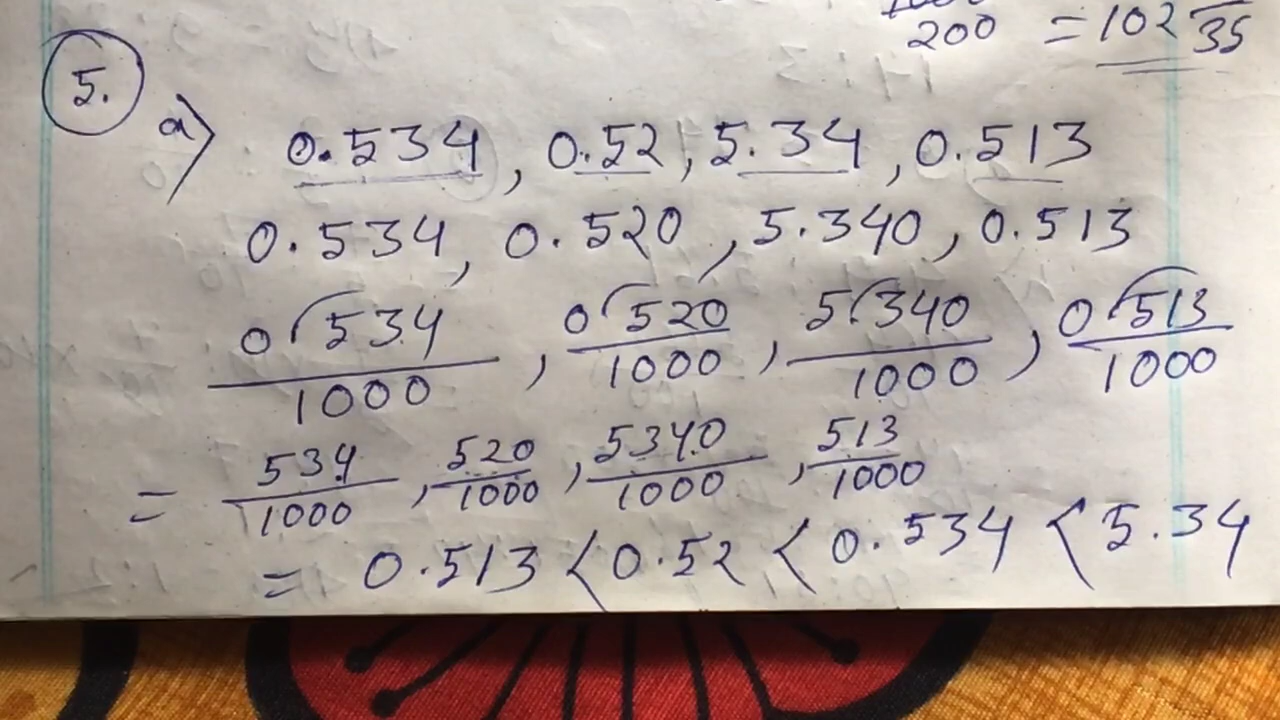 200 = 102 35
5. a) 0.534, 0.52, 5.34, 0.513
0.534, 0.520, 5.340, 0.513
0.534/1000, 0.520/1000, 5.340/1000, 0.513/1000
= 534/1000, 520/1000, 5340/1000, 513/1000
= 0.513 < 0.52 < 0.534 < 5.34